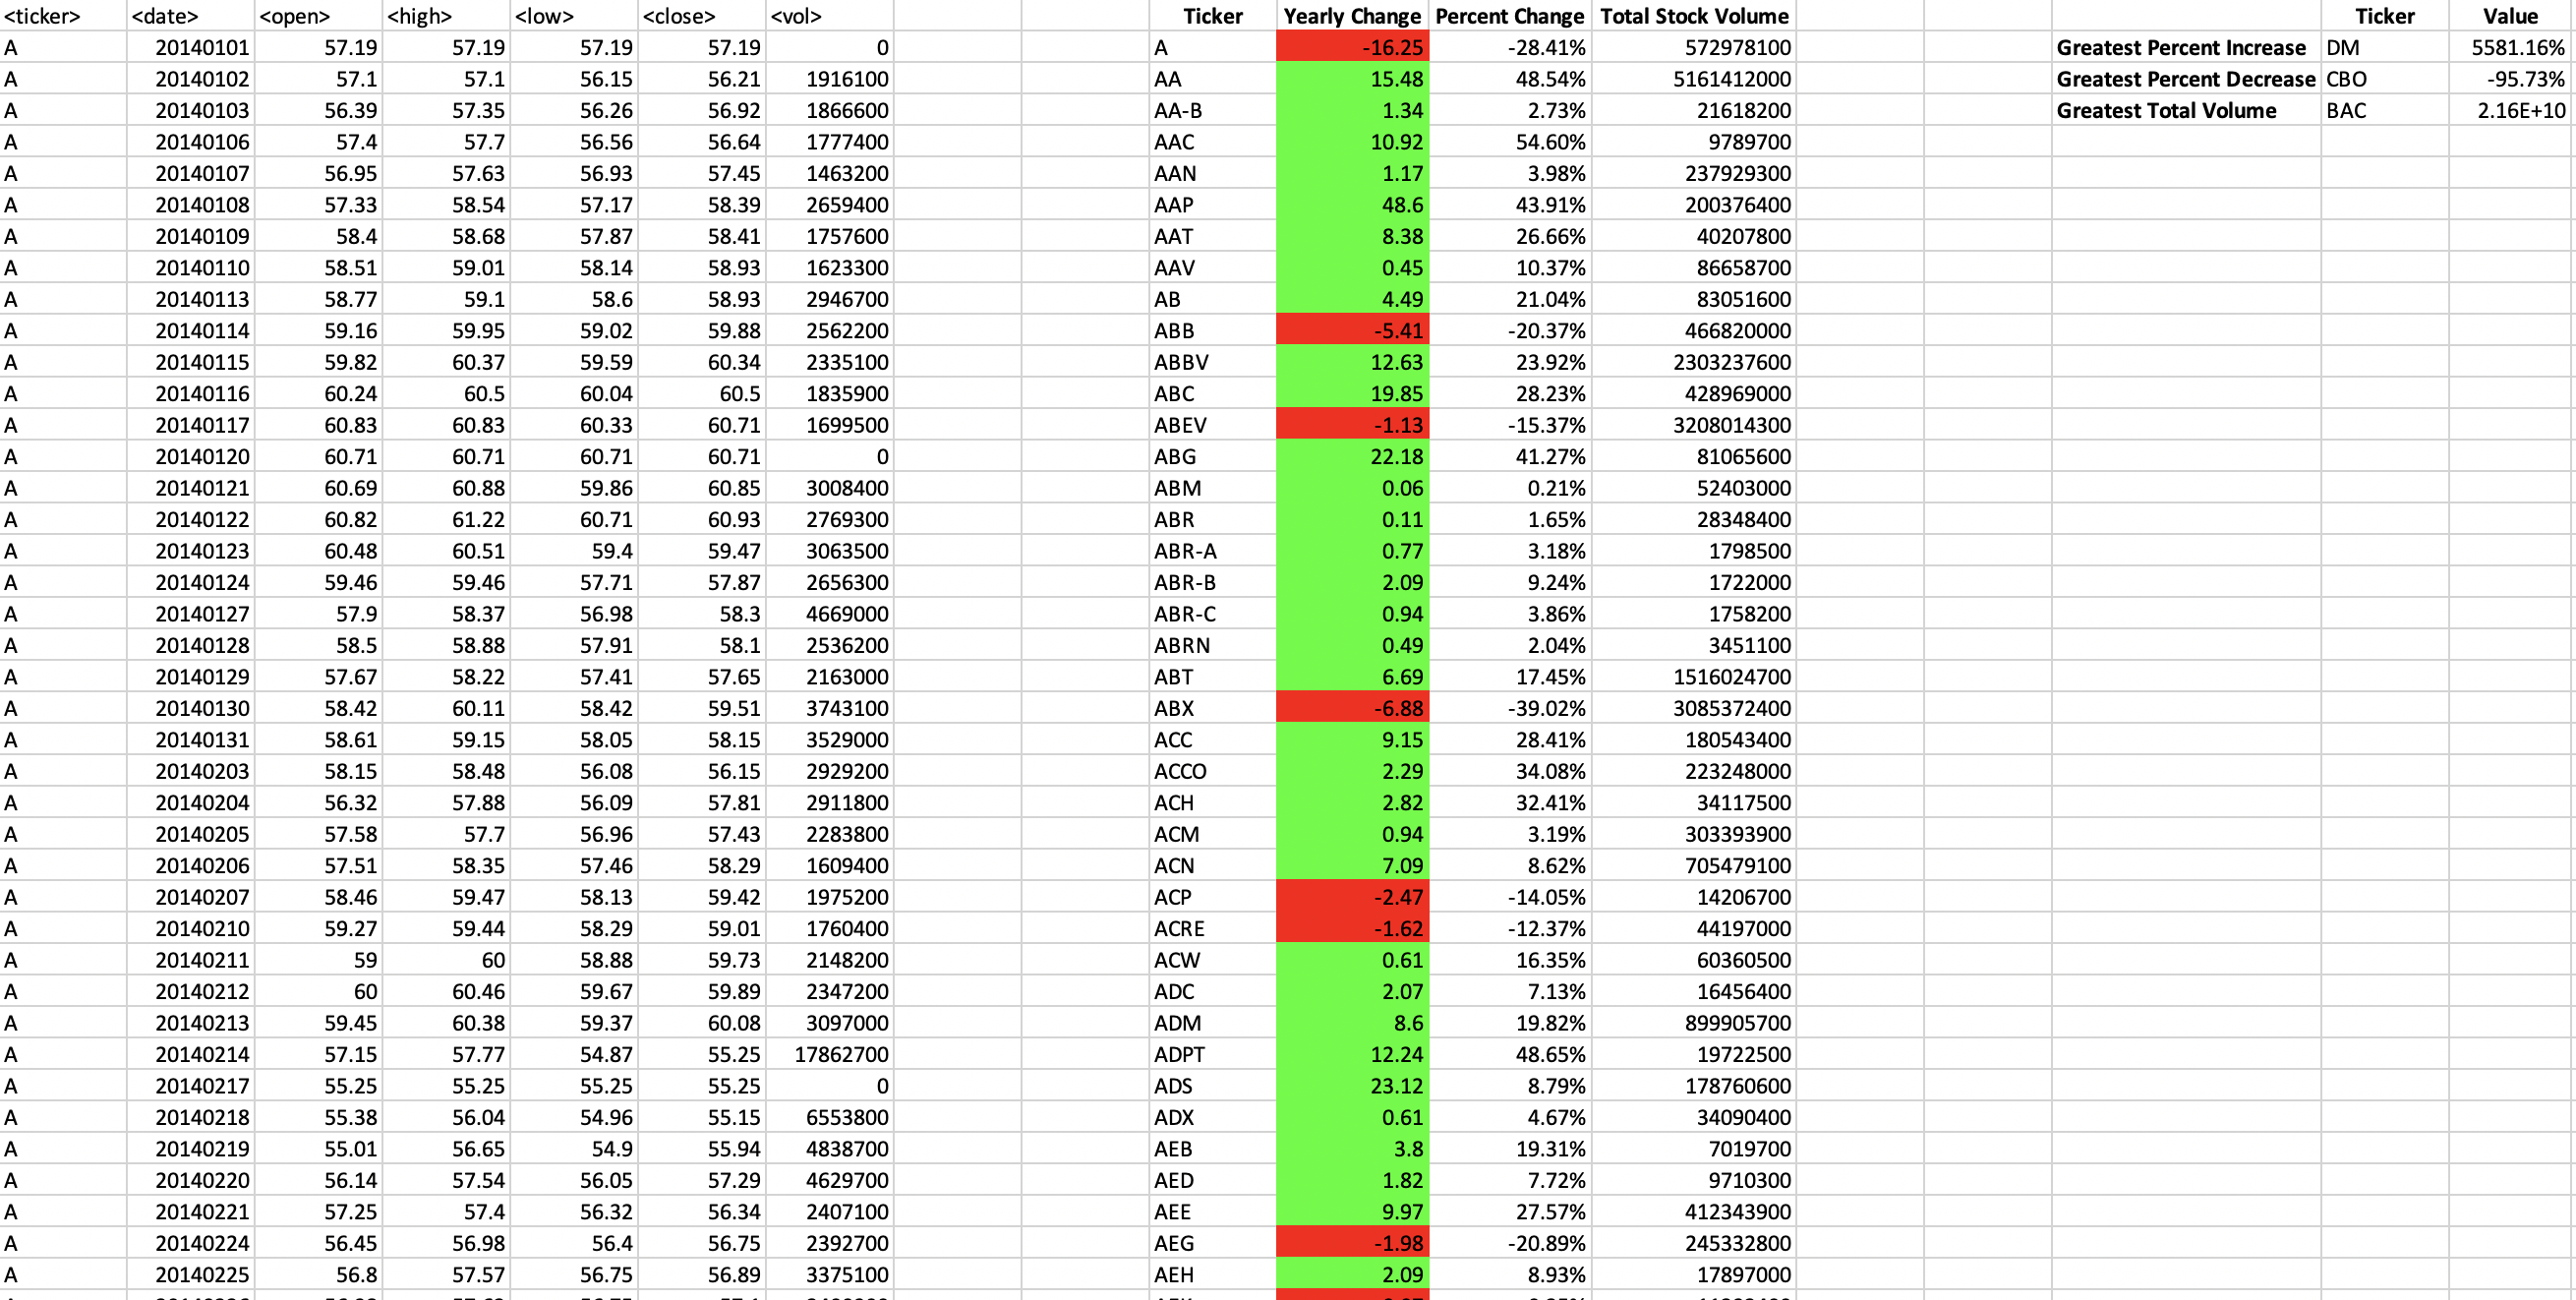 <ticker> <date> <open> <high> <low> <close> <vol> Ticker Yearly Change Percent Change Total Stock Volume Ticker Value
A 20140101 57.19 57.19 57.19 57.19 0 A -16.25 -28.41% 572978100 Greatest Percent Increase DM 5581.16%
A 20140102 57.1 57.1 56.15 56.21 1916100 AA 15.48 48.54% 5161412000 Greatest Percent Decrease CBO -95.73%
A 20140103 56.39 57.35 56.26 56.92 1866600 AA-B 1.34 2.73% 21618200 Greatest Total Volume BAC 2.16E+10
A 20140106 57.4 57.7 56.56 56.64 1777400 AAC 10.92 54.60% 9789700
A 20140107 56.95 57.63 56.93 57.45 1463200 AAN 1.17 3.98% 237929300
A 20140108 57.33 58.54 57.17 58.39 2659400 AAP 48.6 43.91% 200376400
A 20140109 58.4 58.68 57.87 58.41 1757600 AAT 8.38 26.66% 40207800
A 20140110 58.51 59.01 58.14 58.93 1623300 AAV 0.45 10.37% 86658700
A 20140113 58.77 59.1 58.6 58.93 2946700 AB 4.49 21.04% 83051600
A 20140114 59.16 59.95 59.02 59.88 2562200 ABB -5.41 -20.37% 466820000
A 20140115 59.82 60.37 59.59 60.34 2335100 ABBV 12.63 23.92% 2303237600
A 20140116 60.24 60.5 60.04 60.5 1835900 ABC 19.85 28.23% 428969000
A 20140117 60.83 60.83 60.33 60.71 1699500 ABEV -1.13 -15.37% 3208014300
A 20140120 60.71 60.71 60.71 60.71 0 ABG 22.18 41.27% 81065600
A 20140121 60.69 60.88 59.86 60.85 3008400 ABM 0.06 0.21% 52403000
A 20140122 60.82 61.22 60.71 60.93 2769300 ABR 0.11 1.65% 28348400
A 20140123 60.48 60.51 59.4 59.47 3063500 ABR-A 0.77 3.18% 1798500
A 20140124 59.46 59.46 57.71 57.87 2656300 ABR-B 2.09 9.24% 1722000
A 20140127 57.9 58.37 56.98 58.3 4669000 ABR-C 0.94 3.86% 1758200
A 20140128 58.5 58.88 57.91 58.1 2536200 ABRN 0.49 2.04% 3451100
A 20140129 57.67 58.22 57.41 57.65 2163000 ABT 6.69 17.45% 1516024700
A 20140130 58.42 60.11 58.42 59.51 3743100 ABX -6.88 -39.02% 3085372400
A 20140131 58.61 59.15 58.05 58.15 3529000 ACC 9.15 28.41% 180543400
A 20140203 58.15 58.48 56.08 56.15 2929200 ACCO 2.29 34.08% 223248000
A 20140204 56.32 57.88 56.09 57.81 2911800 ACH 2.82 32.41% 34117500
A 20140205 57.58 57.7 56.96 57.43 2283800 ACM 0.94 3.19% 303393900
A 20140206 57.51 58.35 57.46 58.29 1609400 ACN 7.09 8.62% 705479100
A 20140207 58.46 59.47 58.13 59.42 1975200 ACP -2.47 -14.05% 14206700
A 20140210 59.27 59.44 58.29 59.01 1760400 ACRE -1.62 -12.37% 44197000
A 20140211 59 60 58.88 59.73 2148200 ACW 0.61 16.35% 60360500
A 20140212 60 60.46 59.67 59.89 2347200 ADC 2.07 7.13% 16456400
A 20140213 59.45 60.38 59.37 60.08 3097000 ADM 8.6 19.82% 899905700
A 20140214 57.15 57.77 54.87 55.25 17862700 ADPT 12.24 48.65% 19722500
A 20140217 55.25 55.25 55.25 55.25 0 ADS 23.12 8.79% 178760600
A 20140218 55.38 56.04 54.96 55.15 6553800 ADX 0.61 4.67% 34090400
A 20140219 55.01 56.65 54.9 55.94 4838700 AEB 3.8 19.31% 7019700
A 20140220 56.14 57.54 56.05 57.29 4629700 AED 1.82 7.72% 9710300
A 20140221 57.25 57.4 56.32 56.34 2407100 AEE 9.97 27.57% 412343900
A 20140224 56.45 56.98 56.4 56.75 2392700 AEG -1.98 -20.89% 245332800
A 20140225 56.8 57.57 56.75 56.89 3375100 AEH 2.09 8.93% 17897000